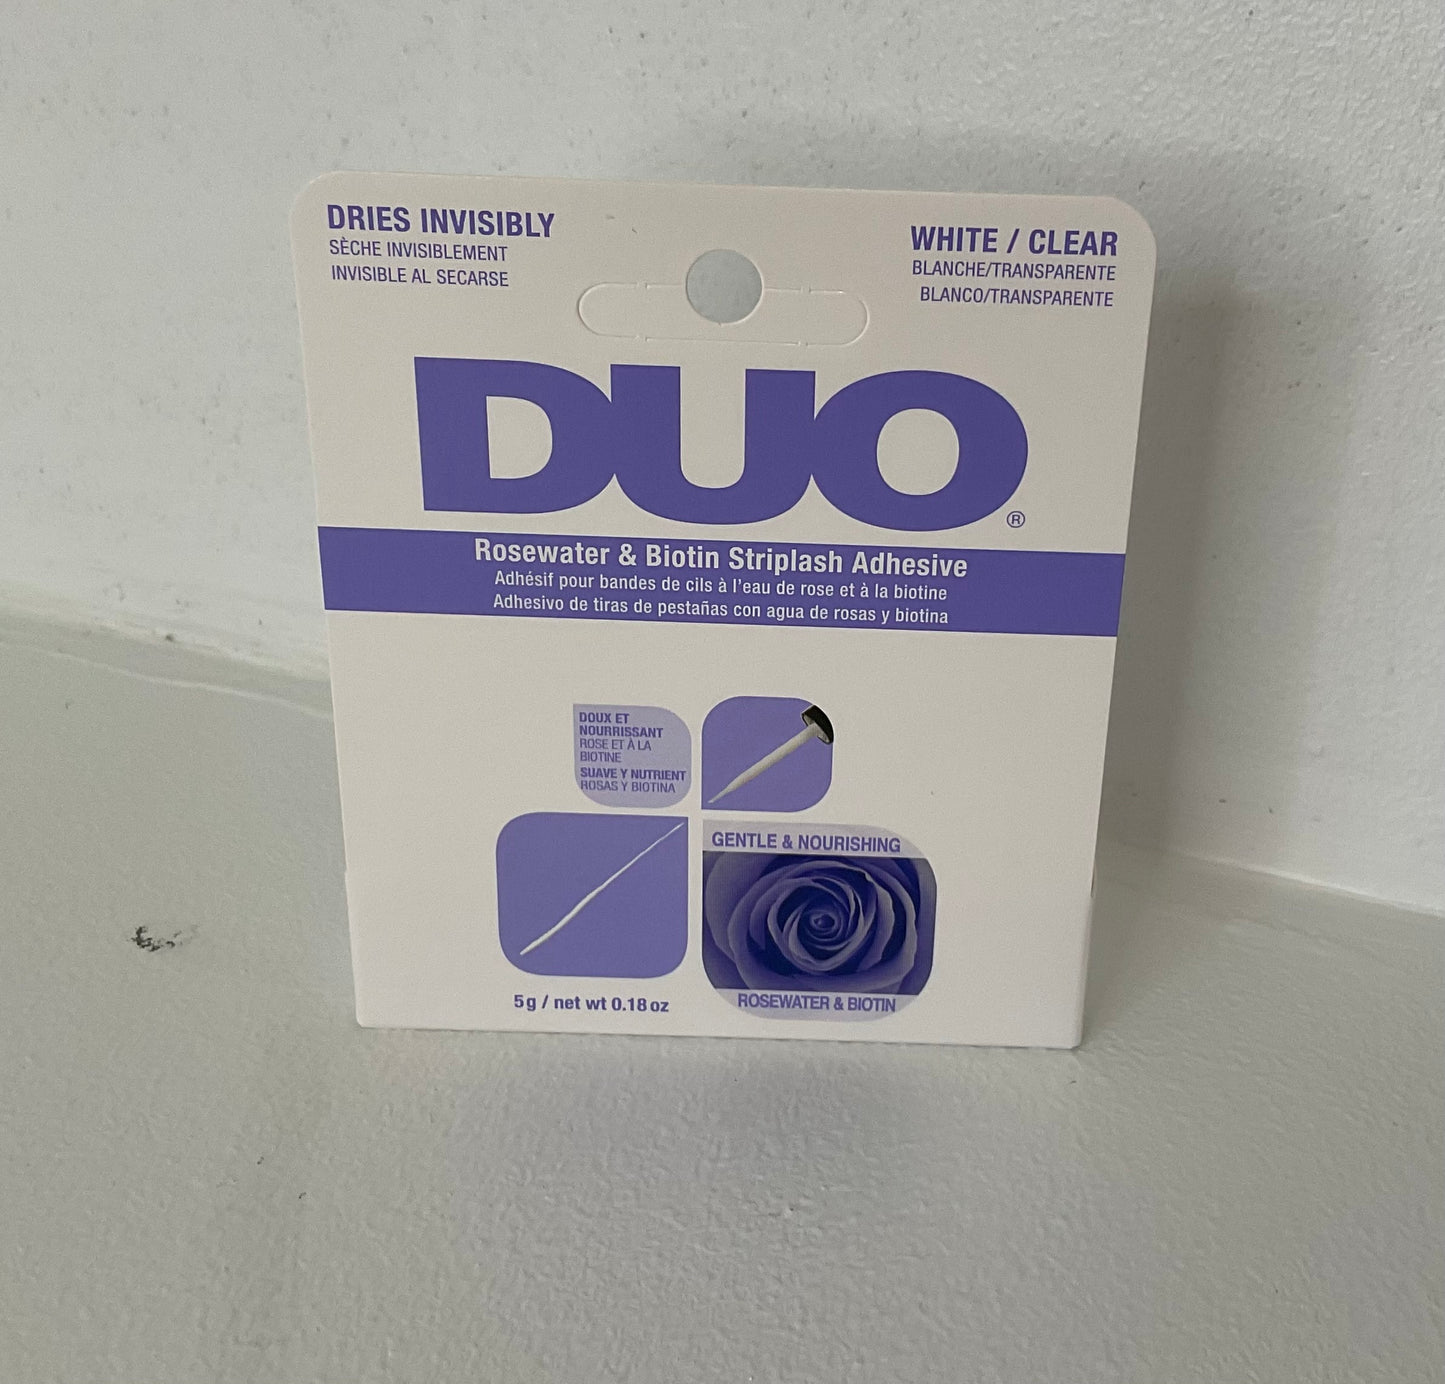 DRIES INVISIBLY
SÈCHE INVISIBLEMENT
INVISIBLE AL SECARSE
WHITE / CLEAR
BLANCHE/TRANSPARENTE
BLANCO/TRANSPARENTE
DUO®
Rosewater & Biotin Striplash Adhesive
Adhésif pour bandes de cils à l'eau de rose et à la biotine
Adhesivo de tiras de pestañas con agua de rosas y biotina
DOUX ET
NOURRISSANT
ROSE ET À LA
BIOTINE
SUAVE Y NUTRIENT
ROSAS Y BIOTINA
GENTLE & NOURISHING
ROSEWATER & BIOTIN
5g / net wt 0.18 oz